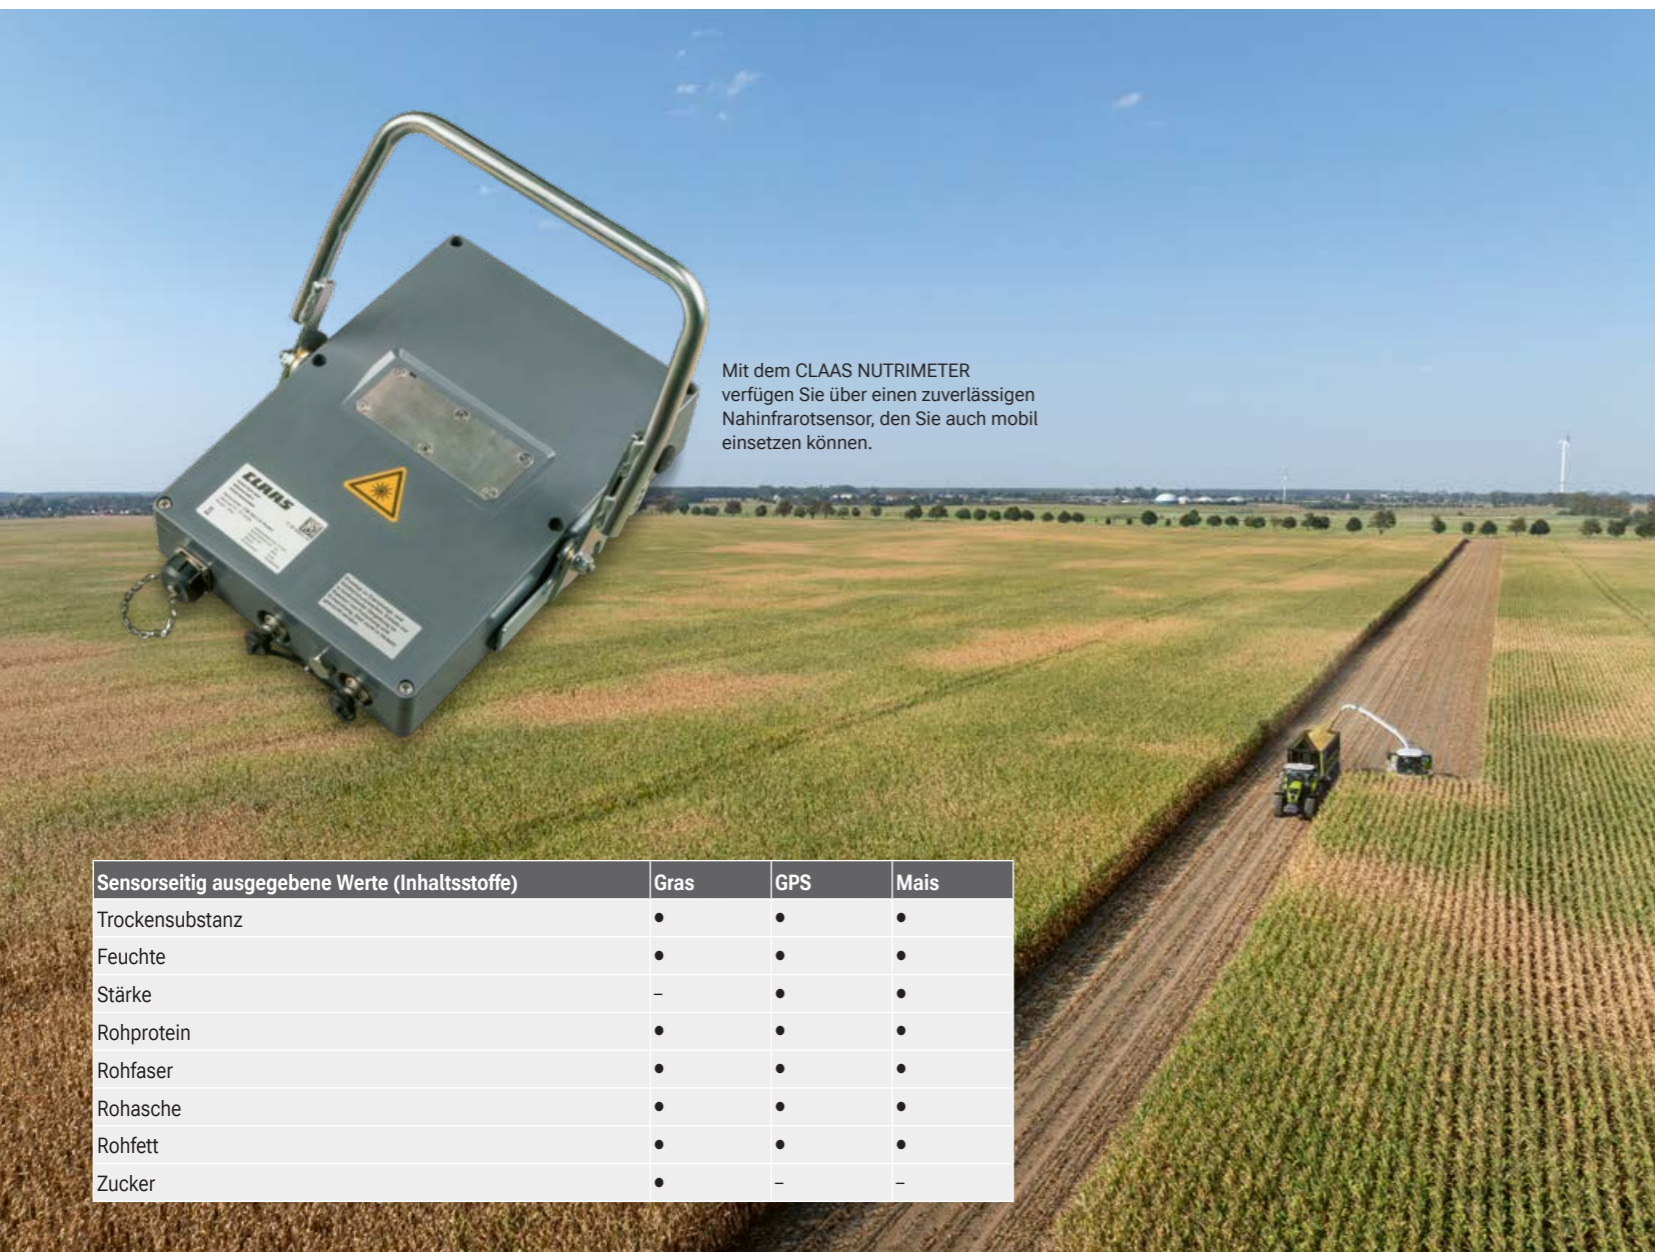 Mit dem CLAAS NUTRIMETER
verfügen Sie über einen zuverlässigen
Nahinfrarotsensor, den Sie auch mobil
einsetzen können.
CLAAS
Sensorseitig ausgegebene Werte (Inhaltsstoffe) Gras GPS Mais
Trockensubstanz ● ● ●
Feuchte ● ● ●
Stärke – ● ●
Rohprotein ● ● ●
Rohfaser ● ● ●
Rohasche ● ● ●
Rohfett ● ● ●
Zucker ● – –